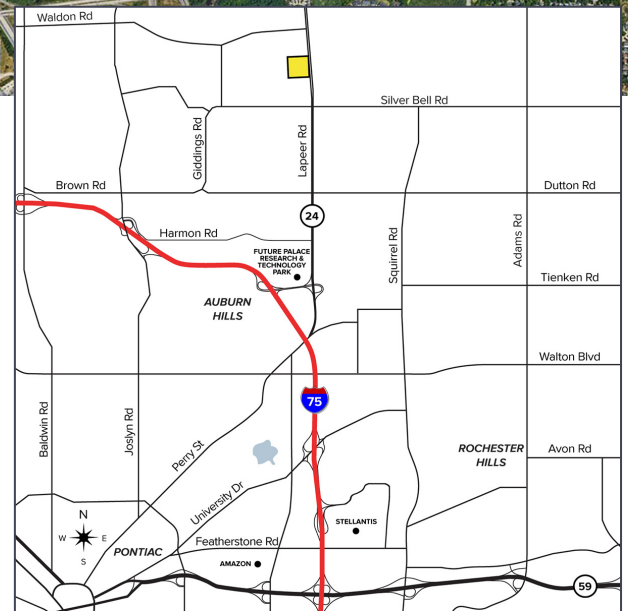 Waldon Rd
Silver Bell Rd
Giddings Rd
Lapeer Rd
Brown Rd
Dutton Rd
24
Harmon Rd
Squirrel Rd
Adams Rd
FUTURE PALACE
RESEARCH &
TECHNOLOGY
PARK
Tienken Rd
AUBURN
HILLS
Walton Blvd
75
Baldwin Rd
Joslyn Rd
Perry St
ROCHESTER
HILLS
Avon Rd
University Dr
N
W
E
S
STELLANTIS
Featherstone Rd
PONTIAC
AMAZON
59